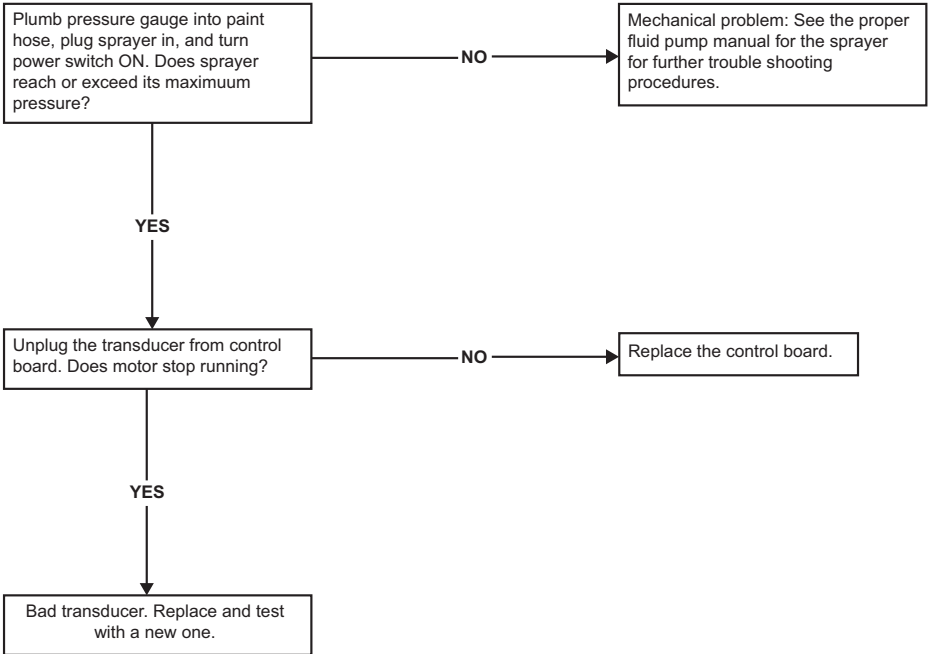 Plumb pressure gauge into paint
hose, plug sprayer in, and turn
power switch ON. Does sprayer
reach or exceed its maximuum
pressure?
NO
Mechanical problem: See the proper
fluid pump manual for the sprayer
for further trouble shooting
procedures.
YES
Unplug the transducer from control
board. Does motor stop running?
NO
Replace the control board.
YES
Bad transducer. Replace and test
with a new one.